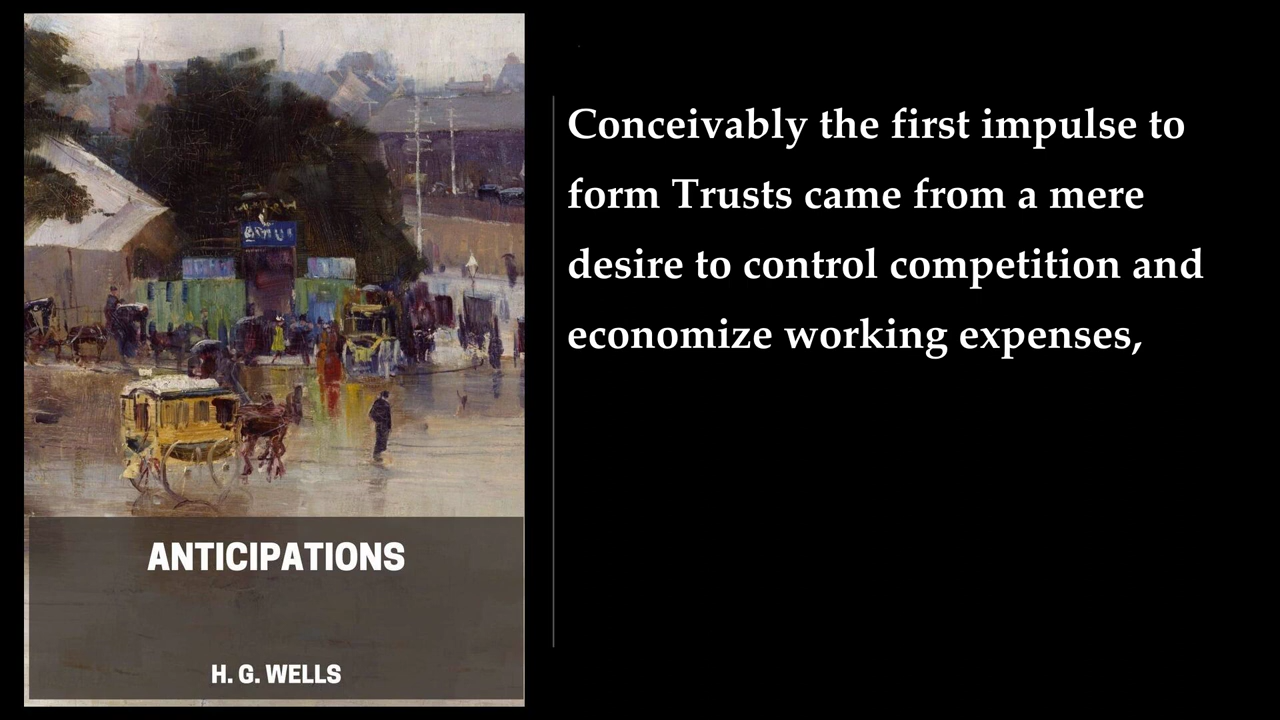 Conceivably the first impulse to
form Trusts came from a mere
desire to control competition and
economize working expenses,
ANTICIPATIONS
H. G. WELLS